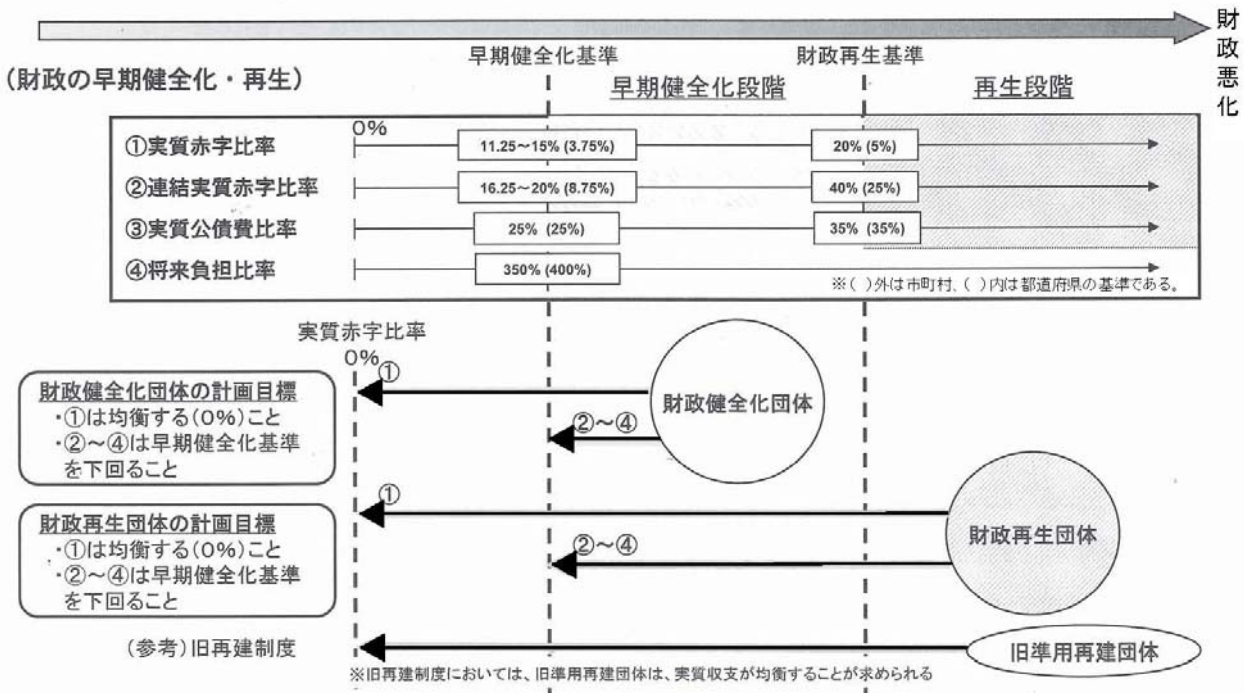 財政悪化
早期健全化基準
財政再生基準
(財政の早期健全化・再生)
早期健全化段階
再生段階
0%
①実質赤字比率
11.25～15% (3.75%)
20% (5%)
②連結実質赤字比率
16.25～20% (8.75%)
40% (25%)
③実質公債費比率
25% (25%)
35% (35%)
④将来負担比率
350% (400%)
※( )外は市町村、( )内は都道府県の基準である。
実質赤字比率
0%
財政健全化団体の計画目標
・①は均衡する(0%)こと
・②～④は早期健全化基準
を下回ること
①
②～④
財政健全化団体
財政再生団体の計画目標
・①は均衡する(0%)こと
・②～④は早期健全化基準
を下回ること
①
②～④
財政再生団体
(参考)旧再建制度
旧準用再建団体
※旧再建制度においては、旧準用再建団体は、実質収支が均衡することが求められる